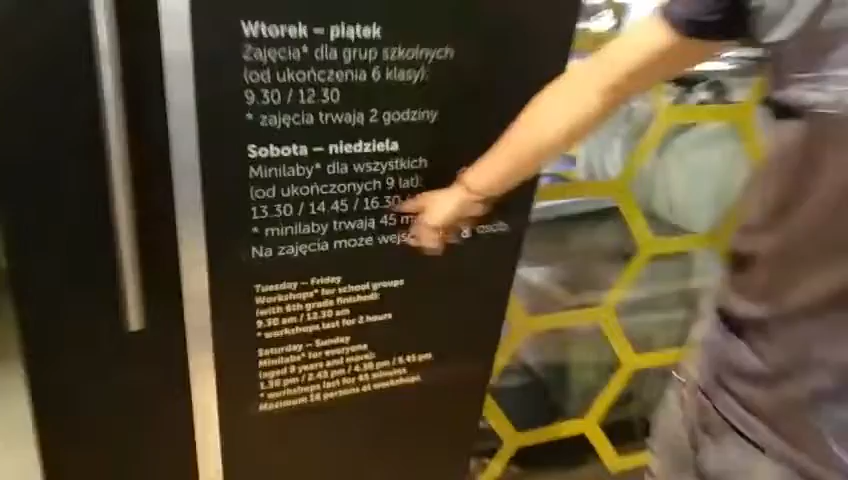 Wtorek – piątek
Zajęcia* dla grup szkolnych
(od ukończenia 6 klasy):
9.30 / 12.30
* zajęcia trwają 2 godziny
Sobota – niedziela
Minilaby* dla wszystkich
(od ukończonych 9 lat):
13.30 / 14.45 / 16.30
* minilaby trwają 45
Na zajęcia może osób
Tuesday – Friday
Workshops* for school groups
(with 6th grade finished):
9.30 am / 12.30 am
* workshops last for 2 hours
Saturday – Sunday
Minilabs* for everyone
(aged 9 years and more):
1.30 pm / 2.45 pm / 4.30 pm / 5.45 pm
* workshops last for 45 minutes
Maximum persons at workshops